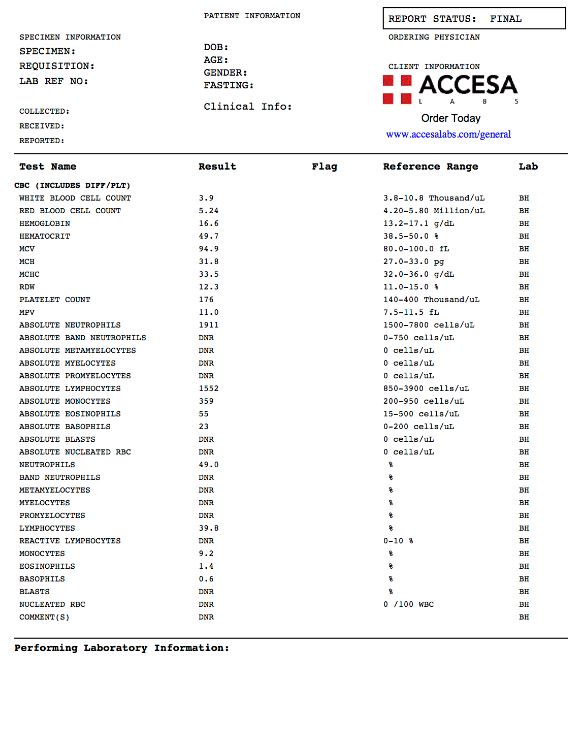 PATIENT INFORMATION
REPORT STATUS: FINAL
SPECIMEN INFORMATION
SPECIMEN:
REQUISITION:
LAB REF NO:
DOB:
AGE:
GENDER:
FASTING:
Clinical Info:
ORDERING PHYSICIAN
CLIENT INFORMATION
ACCESA
LABS
Order Today
www.accesalabs.com/general
COLLECTED:
RECEIVED:
REPORTED:
Test Name Result Flag Reference Range Lab
CBC (INCLUDES DIFF/PLT)
WHITE BLOOD CELL COUNT 3.9 3.8-10.8 Thousand/uL BH
RED BLOOD CELL COUNT 5.24 4.20-5.80 Million/uL BH
HEMOGLOBIN 16.6 13.2-17.1 g/dL BH
HEMATOCRIT 49.7 38.5-50.0 % BH
MCV 94.9 80.0-100.0 fL BH
MCH 31.8 27.0-33.0 pg BH
MCHC 33.5 32.0-36.0 g/dL BH
RDW 12.3 11.0-15.0 % BH
PLATELET COUNT 176 140-400 Thousand/uL BH
MPV 11.0 7.5-11.5 fL BH
ABSOLUTE NEUTROPHILS 1911 1500-7800 cells/uL BH
ABSOLUTE BAND NEUTROPHILS DNR 0-750 cells/uL BH
ABSOLUTE METAMYELOCYTES DNR 0 cells/uL BH
ABSOLUTE MYELOCYTES DNR 0 cells/uL BH
ABSOLUTE PROMYELOCYTES DNR 0 cells/uL BH
ABSOLUTE LYMPHOCYTES 1552 850-3900 cells/uL BH
ABSOLUTE MONOCYTES 359 200-950 cells/uL BH
ABSOLUTE EOSINOPHILS 55 15-500 cells/uL BH
ABSOLUTE BASOPHILS 23 0-200 cells/uL BH
ABSOLUTE BLASTS DNR 0 cells/uL BH
ABSOLUTE NUCLEATED RBC DNR 0 cells/uL BH
NEUTROPHILS 49.0 % BH
BAND NEUTROPHILS DNR % BH
METAMYELOCYTES DNR % BH
MYELOCYTES DNR % BH
PROMYELOCYTES DNR % BH
LYMPHOCYTES 39.8 % BH
REACTIVE LYMPHOCYTES DNR 0-10 % BH
MONOCYTES 9.2 % BH
EOSINOPHILS 1.4 % BH
BASOPHILS 0.6 % BH
BLASTS DNR % BH
NUCLEATED RBC DNR 0 /100 WBC BH
COMMENT(S) DNR BH
Performing Laboratory Information: